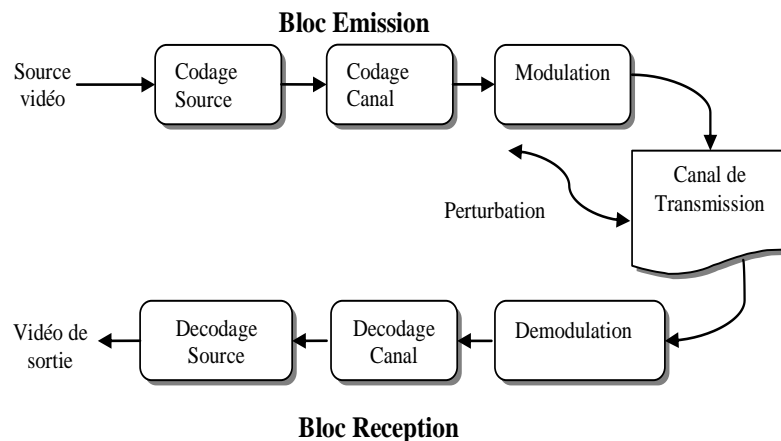 Bloc Emission
Source
vidéo
Codage
Source
Codage
Canal
Modulation
Canal de
Transmission
Perturbation
Vidéo de
sortie
Decodage
Source
Decodage
Canal
Demodulation
Bloc Reception